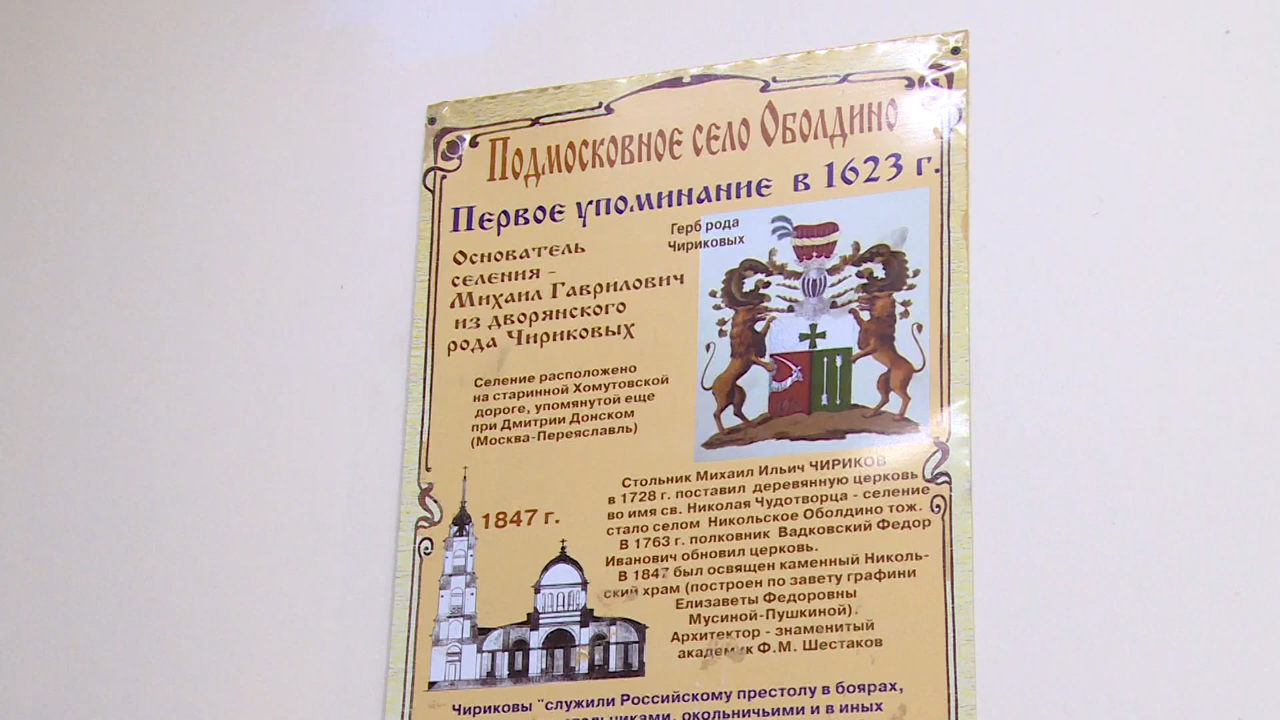 Подмосковное село Оболдино
Первое упоминание в 1623 г.
Герб рода
Чириковых
Основатель
селения -
Михаил Гаврилович
из дворянского
рода Чириковых
Селение расположено
на старинной Хомутовской
дороге, упомянутой еще
при Дмитрии Донском
(Москва-Переяславль)
Стольник Михаил Ильич ЧИРИКОВ
в 1728 г. поставил деревянную церковь
во имя св. Николая Чудотворца - селение
стало селом Никольское Оболдино тож.
В 1763 г. полковник Вадковский Федор
Иванович обновил церковь.
В 1847 был освящен каменный Николь-
ский храм (построен по завету графини
Елизаветы Федоровны
Мусиной-Пушкиной).
Архитектор - знаменитый
академик Ф.М. Шестаков
1847 г.
Чириковы "служили Российскому престолу в боярах,
окольничьими и в иных